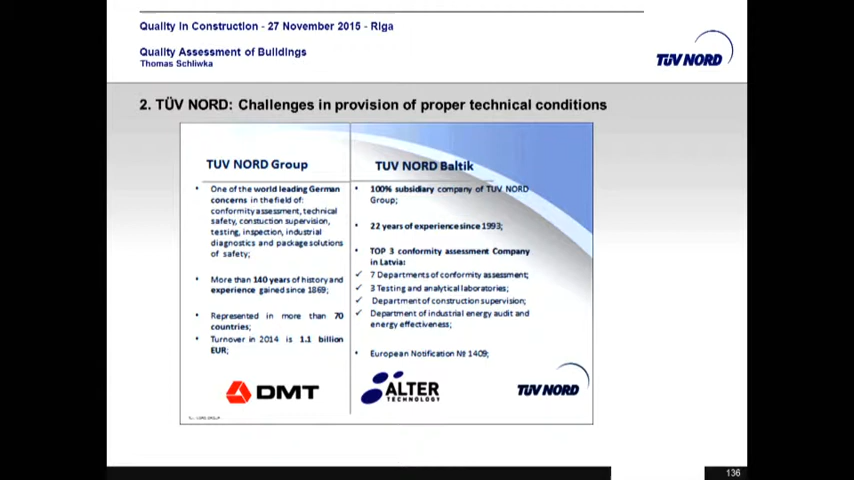 Quality in Construction - 27 November 2015 - Riga
Quality Assessment of Buildings
Thomas Schliwka
TÜV NORD
2. TÜV NORD: Challenges in provision of proper technical conditions
TUV NORD Group
• One of the world leading German
concerns in the field of:
conformity assessment, technical
safety, constuction supervision,
testing, inspection, industrial
diagnostics and package solutions
of safety;
• More than 140 years of history and
experience gained since 1869;
• Represented in more than 70
countries;
• Turnover in 2014 is 1.1 billion
EUR;
DMT
TUV NORD Baltik
• 100% subsidiary company of TUV NORD
Group;
• 22 years of experience since 1993;
• TOP 3 conformity assessment Company
in Latvia:
✓ 7 Departments of conformity assessment;
✓ 3 Testing and analytical laboratories;
✓ Department of construction supervision;
✓ Department of industrial energy audit and
energy effectiveness;
• European Notification № 1409;
ALTER
TECHNOLOGY
TÜV NORD
136